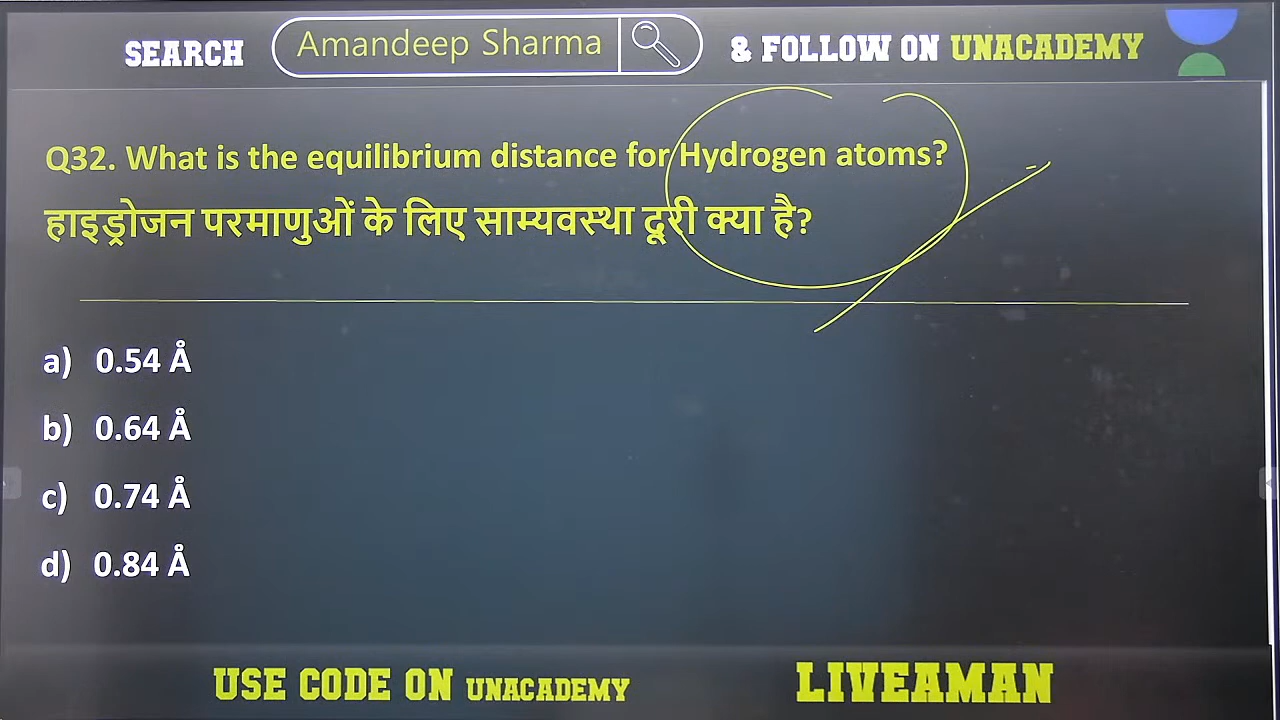 SEARCH Amandeep Sharma & FOLLOW ON UNACADEMY
Q32. What is the equilibrium distance for Hydrogen atoms?
हाइड्रोजन परमाणुओं के लिए साम्यवस्था दूरी क्या है?
a) 0.54 Å
b) 0.64 Å
c) 0.74 Å
d) 0.84 Å
USE CODE ON UNACADEMY LIVEAMAN